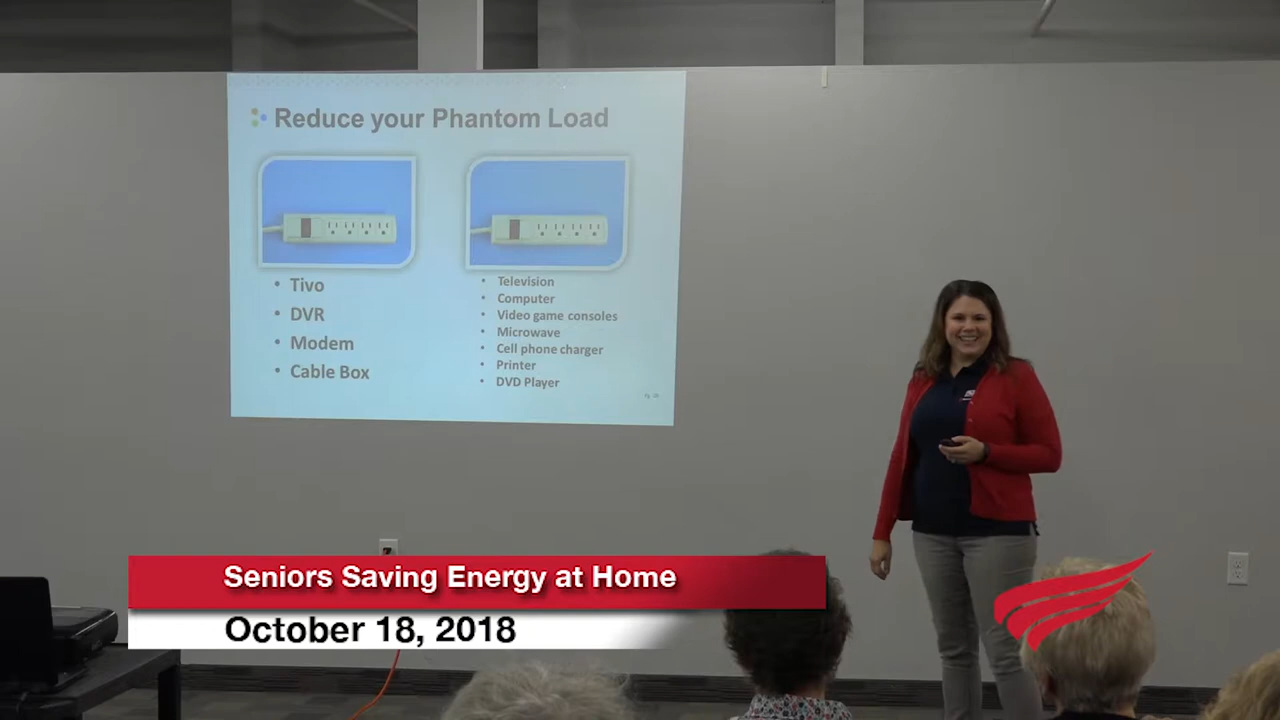 Reduce your Phantom Load
• Tivo
• DVR
• Modem
• Cable Box
• Television
• Computer
• Video game consoles
• Microwave
• Cell phone charger
• Printer
• DVD Player
Seniors Saving Energy at Home
October 18, 2018